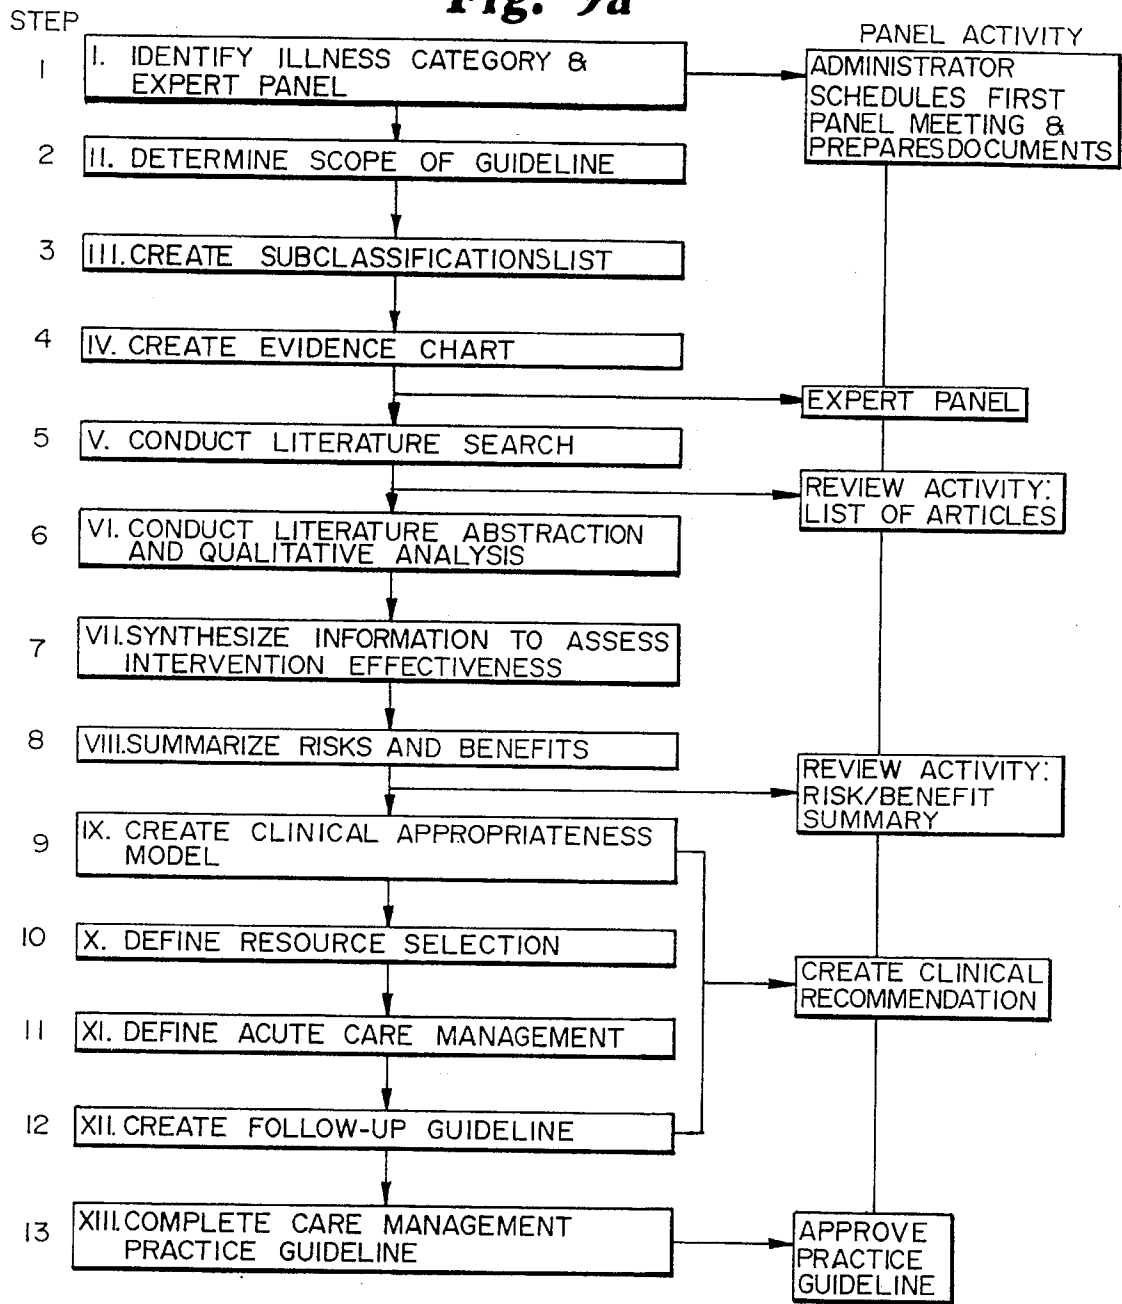 Fig. 9a
STEP
PANEL ACTIVITY
1
I. IDENTIFY ILLNESS CATEGORY &
EXPERT PANEL
ADMINISTRATOR
SCHEDULES FIRST
PANEL MEETING &
PREPARES DOCUMENTS
2
II. DETERMINE SCOPE OF GUIDELINE
3
III. CREATE SUBCLASSIFICATIONS LIST
4
IV. CREATE EVIDENCE CHART
EXPERT PANEL
5
V. CONDUCT LITERATURE SEARCH
REVIEW ACTIVITY:
LIST OF ARTICLES
6
VI. CONDUCT LITERATURE ABSTRACTION
AND QUALITATIVE ANALYSIS
7
VII. SYNTHESIZE INFORMATION TO ASSESS
INTERVENTION EFFECTIVENESS
8
VIII. SUMMARIZE RISKS AND BENEFITS
REVIEW ACTIVITY:
RISK/BENEFIT
SUMMARY
9
IX. CREATE CLINICAL APPROPRIATENESS
MODEL
10
X. DEFINE RESOURCE SELECTION
CREATE CLINICAL
RECOMMENDATION
11
XI. DEFINE ACUTE CARE MANAGEMENT
12
XII. CREATE FOLLOW-UP GUIDELINE
13
XIII. COMPLETE CARE MANAGEMENT
PRACTICE GUIDELINE
APPROVE
PRACTICE
GUIDELINE